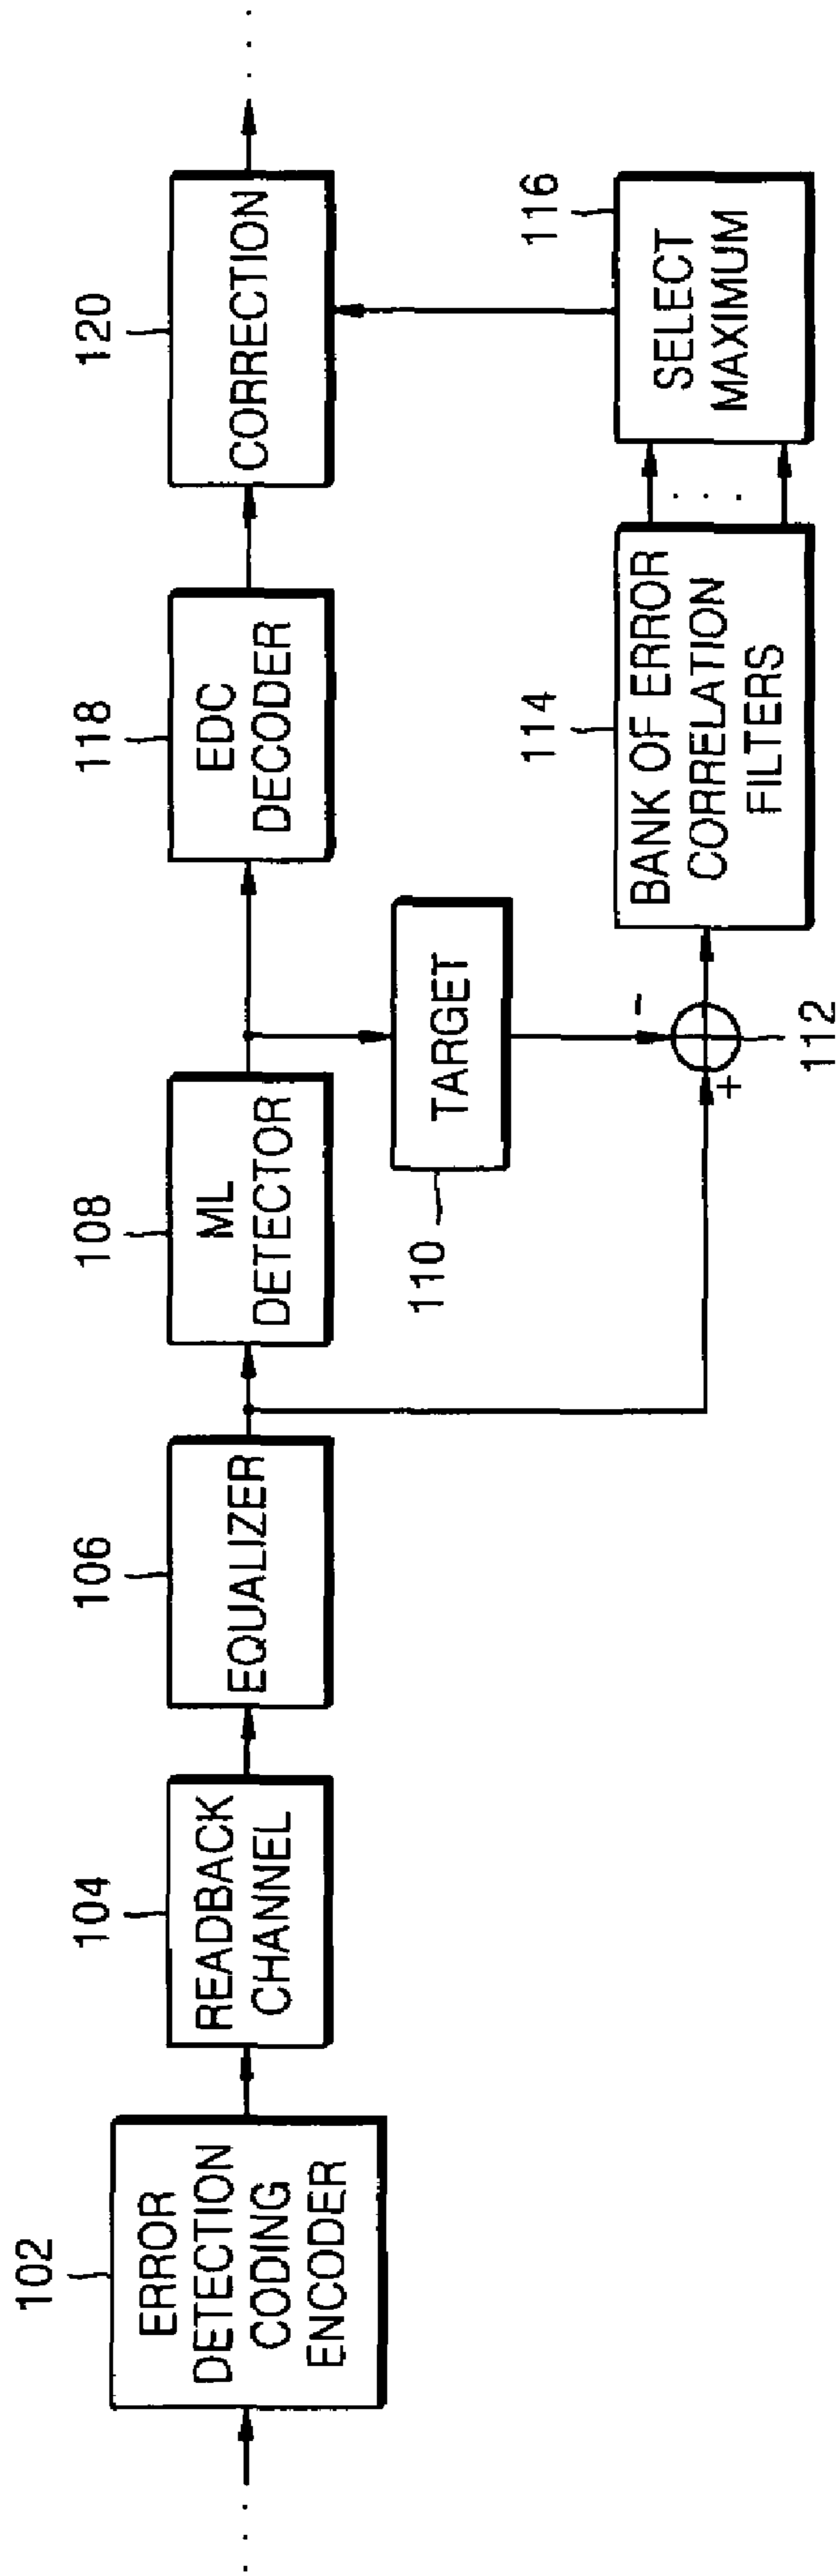 102
ERROR
DETECTION
CODING
ENCODER
104
READBACK
CHANNEL
106
EQUALIZER
108
ML
DETECTOR
118
EDC
DECODER
120
CORRECTION
110
TARGET
-
+
112
114
BANK OF ERROR
CORRELATION
FILTERS
116
SELECT
MAXIMUM